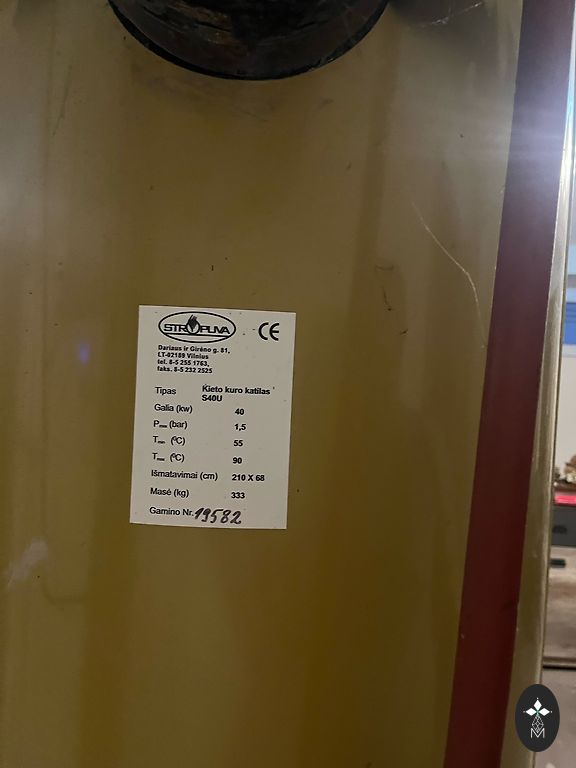 STROPUVA CE
Dariaus ir Girėno g. 81,
LT-02189 Vilnius
tel. 8-5 255 1763,
faks. 8-5 232 2525
Tipas Kieto kuro katilas
S40U
Galia (kw) 40
Pmax (bar) 1,5
Tmin (ºC) 55
Tmax (ºC) 90
Išmatavimai (cm) 210 X 68
Masė (kg) 333
Gamino Nr. 19582
M